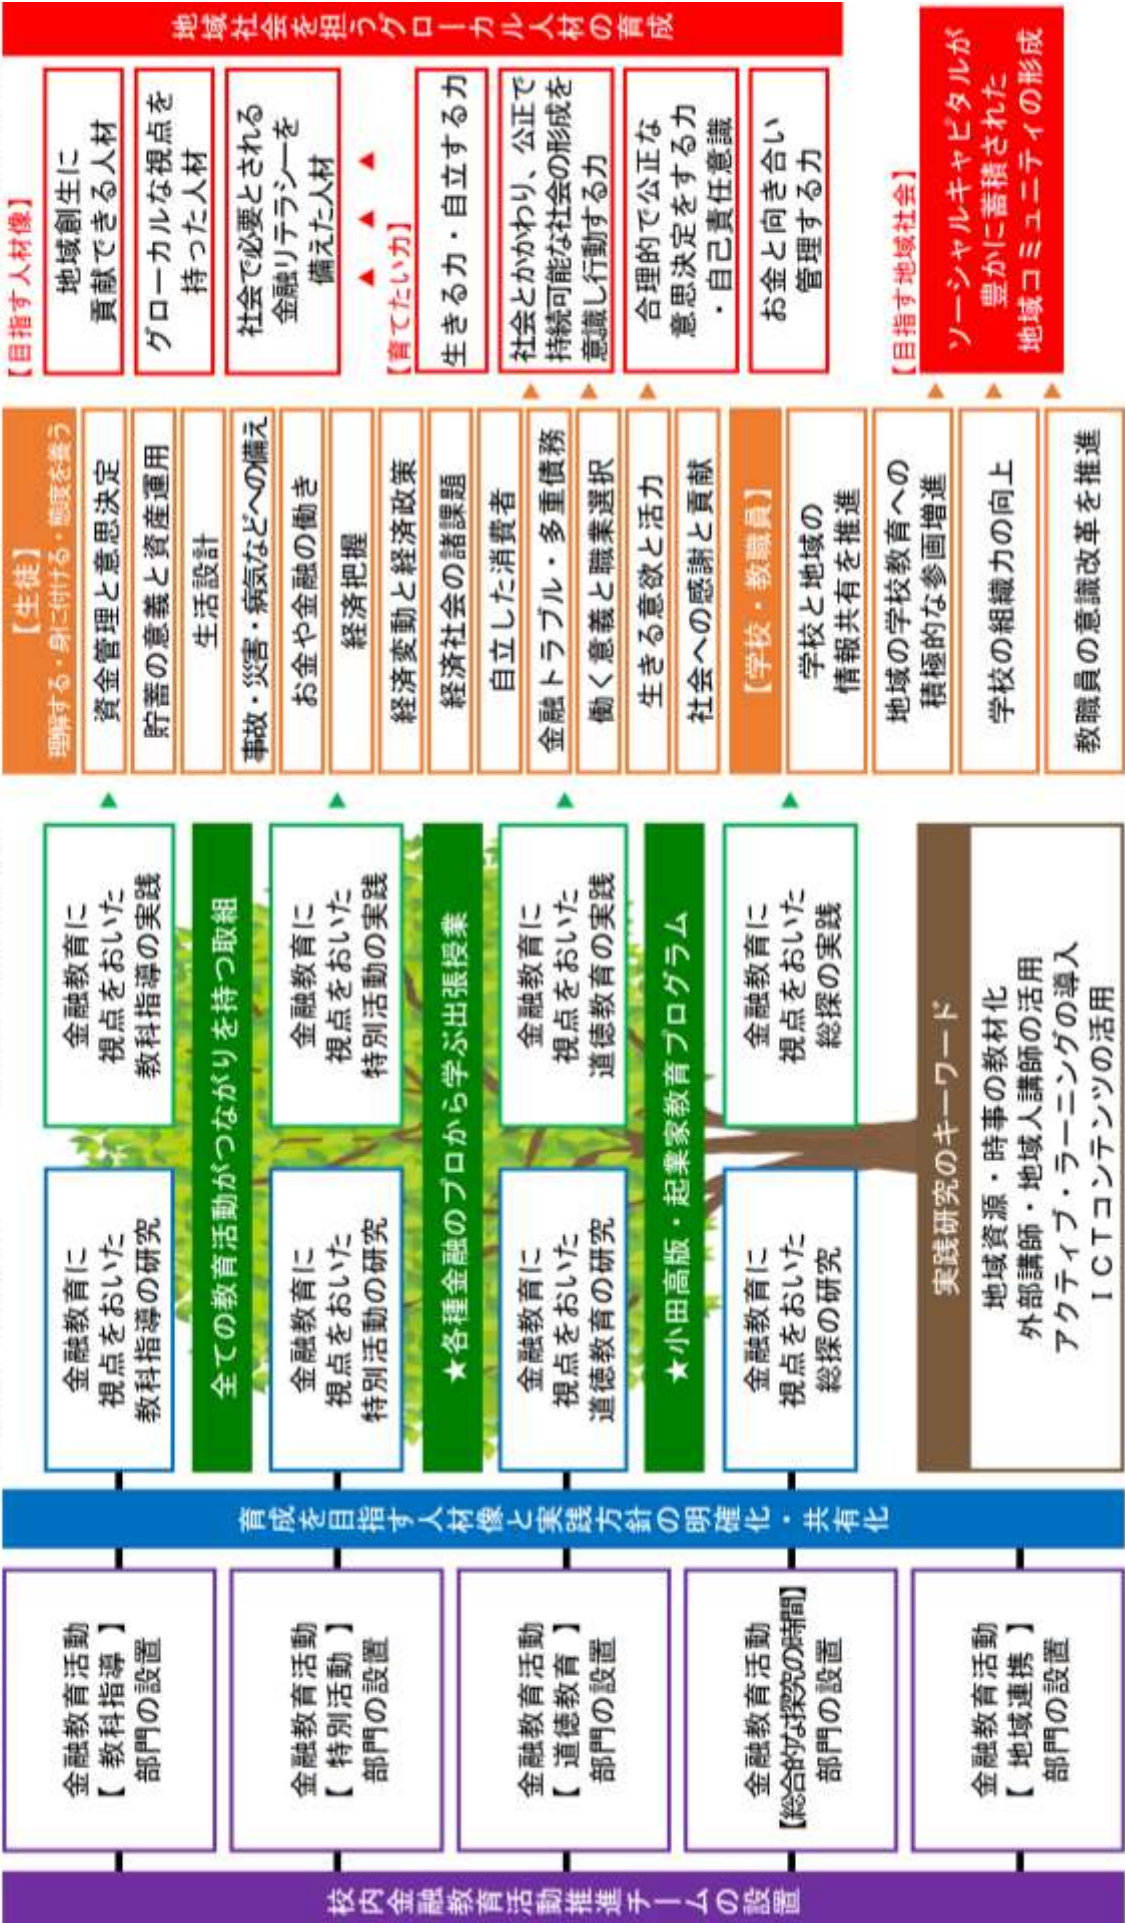 校内金融教育活動推進チームの設置
金融教育活動
【 教科指導 】
部門の設置
金融教育活動
【 特別活動 】
部門の設置
金融教育活動
【 道徳教育 】
部門の設置
金融教育活動
【総合的な探究の時間】
部門の設置
金融教育活動
【 地域連携 】
部門の設置
育成を目指す人材像と実践方針の明確化・共有化
金融教育に
視点をおいた
教科指導の研究
金融教育に
視点をおいた
教科指導の実践
全ての教育活動がつながりを持つ取組
金融教育に
視点をおいた
特別活動の研究
金融教育に
視点をおいた
特別活動の実践
★各種金融のプロから学ぶ出張授業
金融教育に
視点をおいた
道徳教育の研究
金融教育に
視点をおいた
道徳教育の実践
★小田高版・起業家教育プログラム
金融教育に
視点をおいた
総探の研究
金融教育に
視点をおいた
総探の実践
実践研究のキーワード
地域資源・時事の教材化
外部講師・地域人講師の活用
アクティブ・ラーニングの導入
ICTコンテンツの活用
【生徒】
理解する・身に付ける・態度を養う
資金管理と意思決定
貯蓄の意義と資産運用
生活設計
事故・災害・病気などへの備え
お金や金融の働き
経済把握
経済変動と経済政策
経済社会の諸課題
自立した消費者
金融トラブル・多重債務
働く意義と職業選択
生きる意欲と活力
社会への感謝と貢献
【学校・教職員】
学校と地域の
情報共有を推進
地域の学校教育への
積極的な参画増進
学校の組織力の向上
教職員の意識改革を推進
【目指す人材像】
地域創生に
貢献できる人材
グローカルな視点を
持った人材
社会で必要とされる
金融リテラシーを
備えた人材
【育てたい力】
生きる力・自立する力
社会とかかわり、公正で
持続可能な社会の形成を
意識し行動する力
合理的で公正な
意思決定をする力
・自己責任意識
お金と向き合い
管理する力
【目指す地域社会】
ソーシャルキャピタルが
豊かに蓄積された
地域コミュニティの形成
地域社会を担うグローカル人材の育成